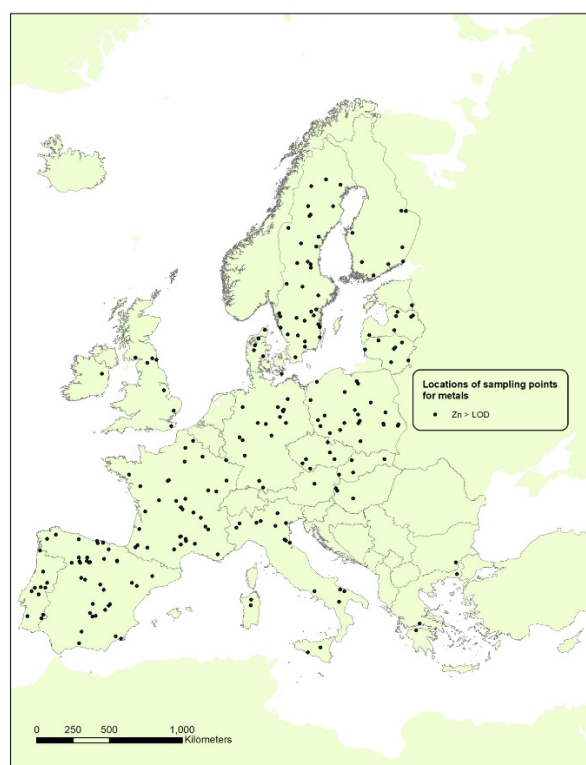 Locations of sampling points
for metals
Zn > LOD
0 250 500 1,000
Kilometers